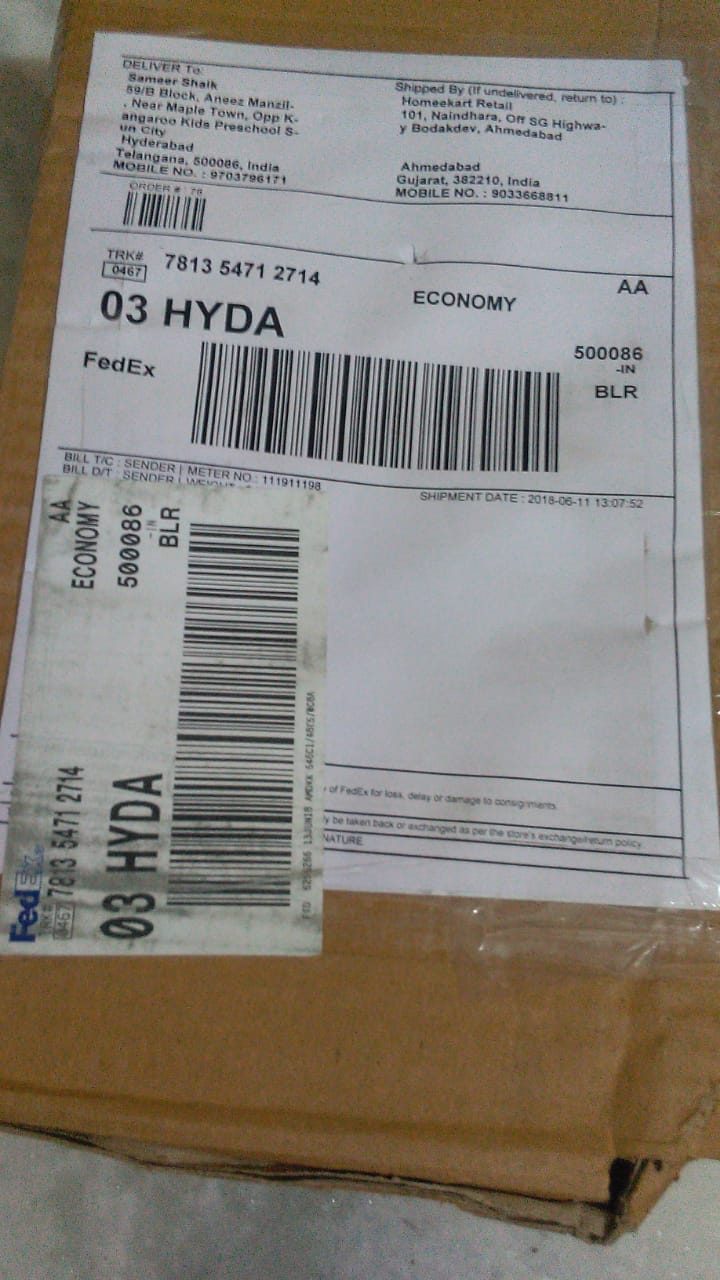 DELIVER To:
Sameer Shaik
59/B Block, Aneez Manzil-
, Near Maple Town, Opp K-
angaroo Kids Preschool S-
un City
Hyderabad
Telangana, 500086, India
MOBILE NO. : 9703796171
Shipped By (If undelivered, return to) :
Homeekart Retail
101, Naindhara, Off SG Highwa-
y Bodakdev, Ahmedabad
Ahmedabad
Gujarat, 382210, India
MOBILE NO. : 9033668811
ORDER # : 76
TRK#
0467
7813 5471 2714
ECONOMY
AA
03 HYDA
FedEx
500086
-IN
BLR
BILL T/C : SENDER | METER NO.: 111911198
BILL D/T : SENDER |
SHIPMENT DATE : 2018-06-11 13:07:52
AA
ECONOMY
500086
-IN
BLR
FedEx
TRK#
0467
7813 5471 2714
03 HYDA
of FedEx for loss, delay or damage to consignments.
be taken back or exchanged as per the store's exchange/return policy.
NATURE